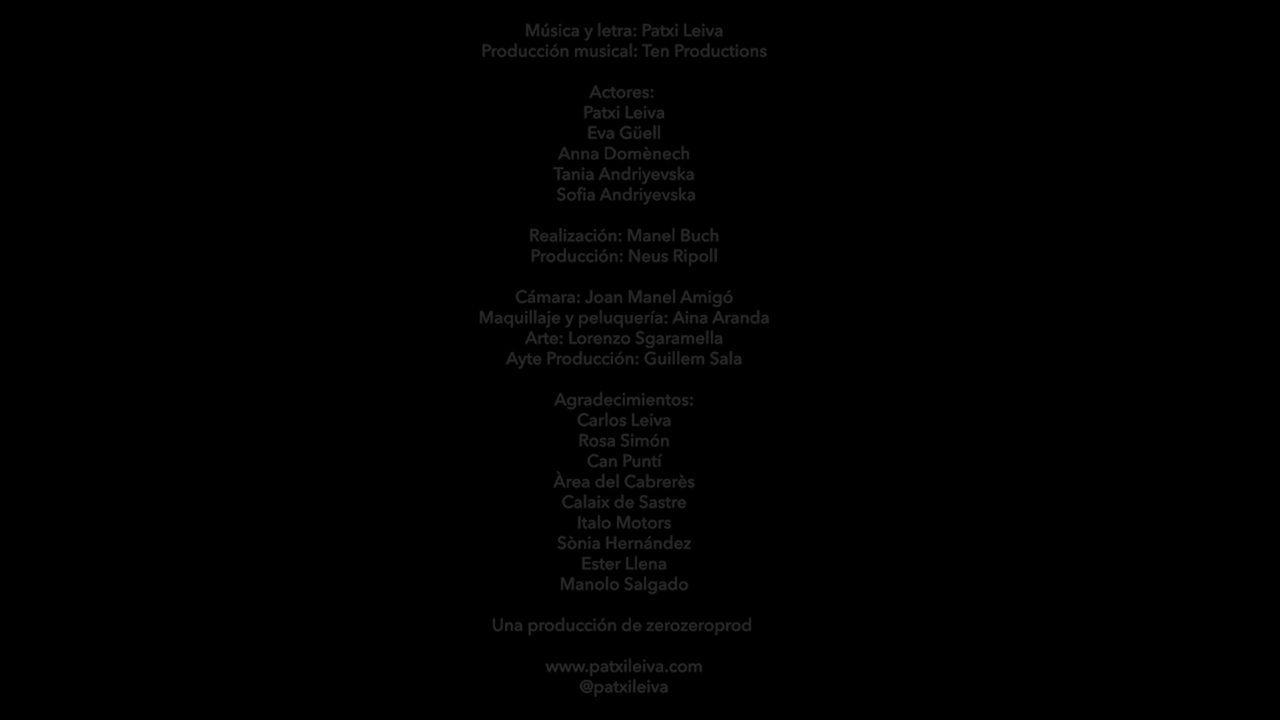 Música y letra: Patxi Leiva
Producción musical: Ten Productions
Actores:
Patxi Leiva
Eva Güell
Anna Domènech
Tania Andriyevska
Sofia Andriyevska
Realización: Manel Buch
Producción: Neus Ripoll
Cámara: Joan Manel Amigó
Maquillaje y peluquería: Aina Aranda
Arte: Lorenzo Sgaramella
Ayte Producción: Guillem Sala
Agradecimientos:
Carlos Leiva
Rosa Simón
Can Puntí
Àrea del Cabrerès
Calaix de Sastre
Italo Motors
Sònia Hernández
Ester Llena
Manolo Salgado
Una producción de zerozeroprod
www.patxileiva.com
@patxileiva